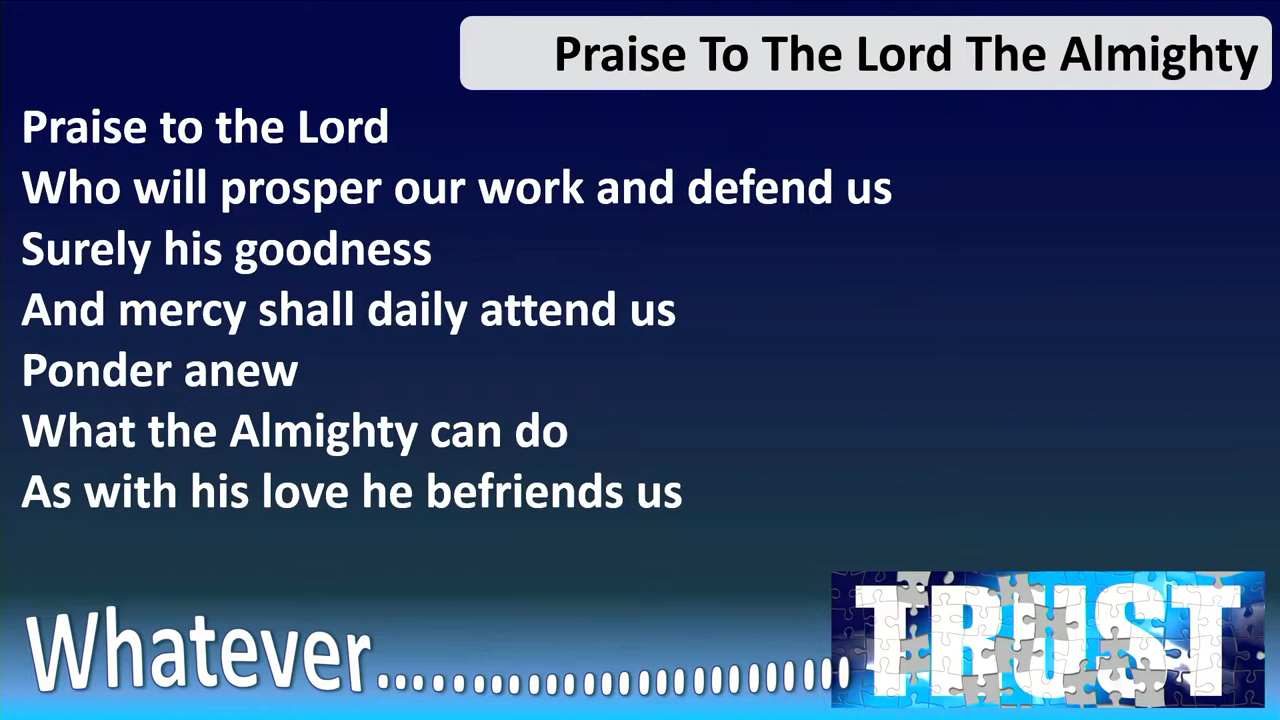 Praise To The Lord The Almighty
Praise to the Lord
Who will prosper our work and defend us
Surely his goodness
And mercy shall daily attend us
Ponder anew
What the Almighty can do
As with his love he befriends us
Whatever.......................... TRUST